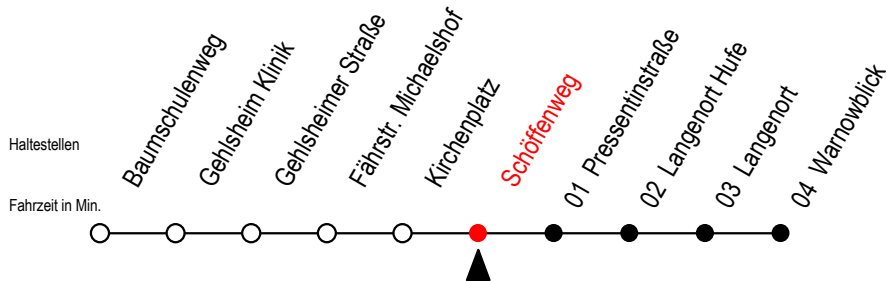 Haltestellen
Fahrzeit in Min.
Baumschulenweg
Gehlsheim Klinik
Gehlsheimer Straße
Fährstr. Michaelshof
Kirchenplatz
Schöffenweg
01 Pressentinstraße
02 Langenort Hufe
03 Langenort
04 Warnowblick